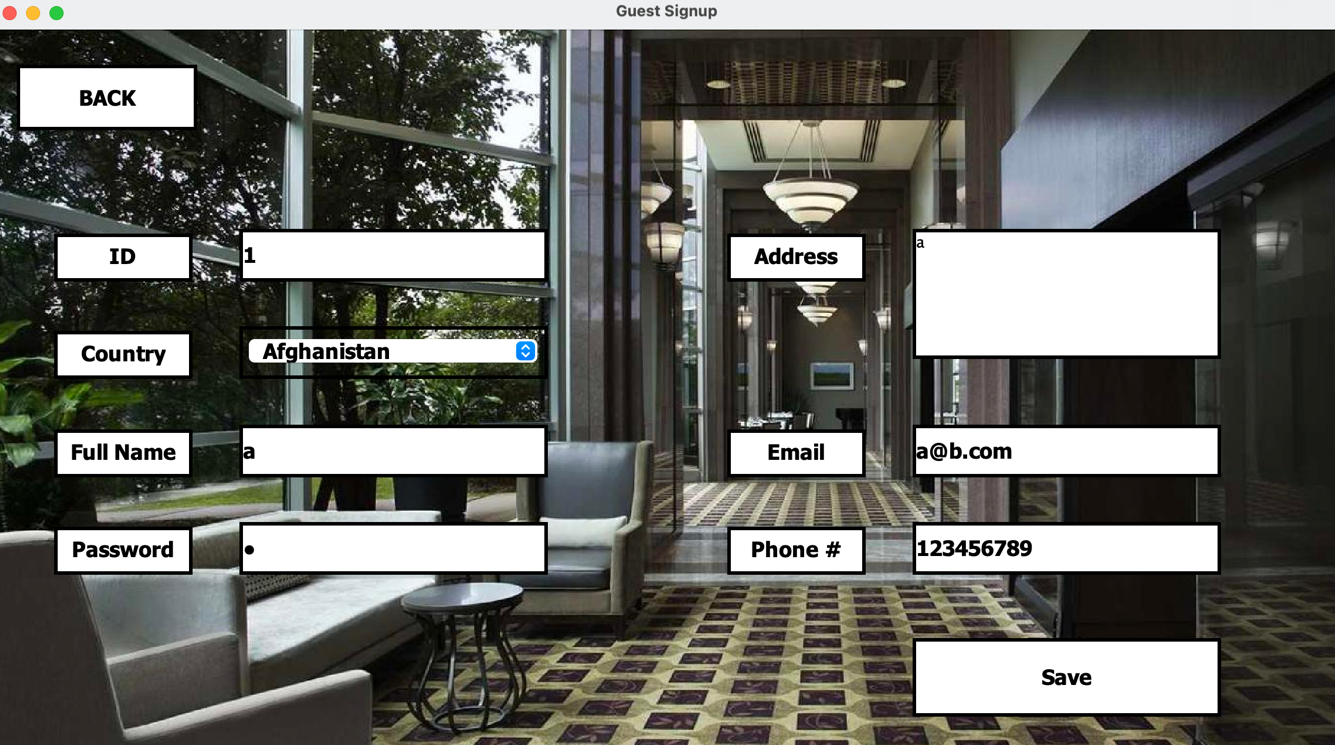 Guest Signup
BACK
ID
1
Address
a
Country
Afghanistan
Full Name
a
Email
a@b.com
Password
•
Phone #
123456789
Save